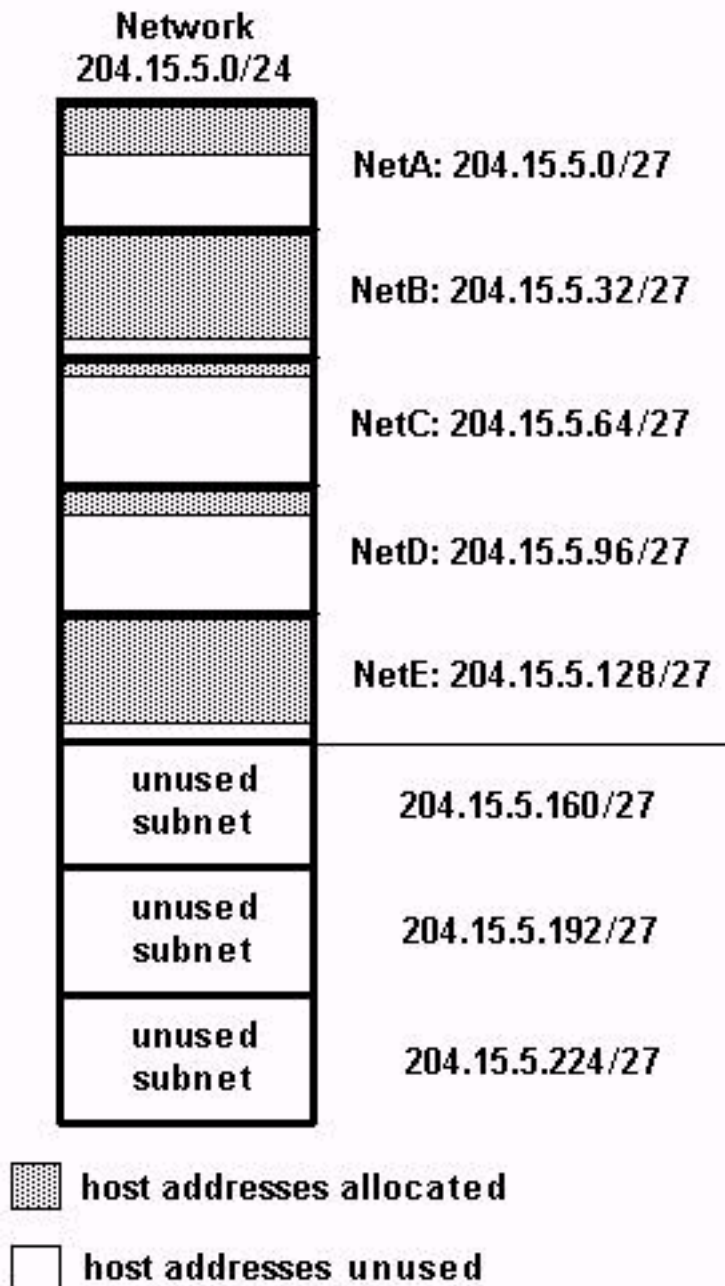 Network
204.15.5.0/24
NetA: 204.15.5.0/27
NetB: 204.15.5.32/27
NetC: 204.15.5.64/27
NetD: 204.15.5.96/27
NetE: 204.15.5.128/27
unused
subnet
204.15.5.160/27
unused
subnet
204.15.5.192/27
unused
subnet
204.15.5.224/27
host addresses allocated
host addresses unused